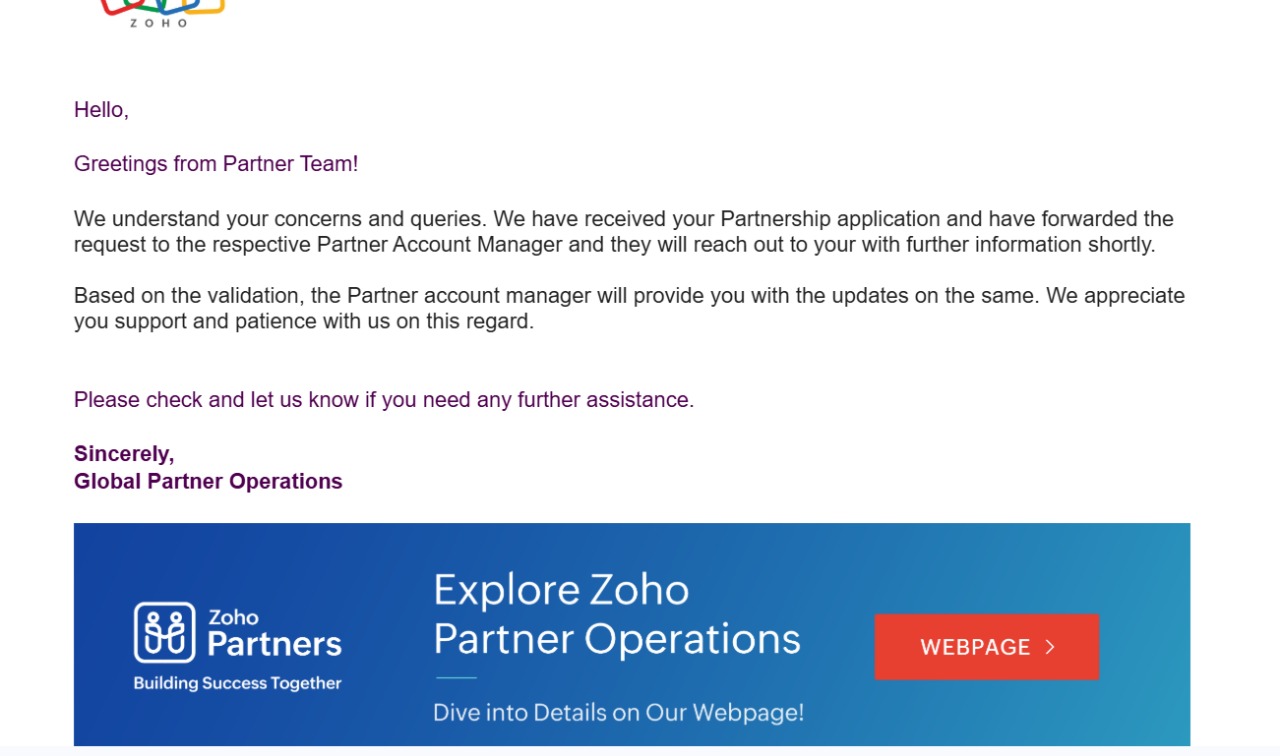 ZOHO
Hello,
Greetings from Partner Team!
We understand your concerns and queries. We have received your Partnership application and have forwarded the
request to the respective Partner Account Manager and they will reach out to your with further information shortly.
Based on the validation, the Partner account manager will provide you with the updates on the same. We appreciate
you support and patience with us on this regard.
Please check and let us know if you need any further assistance.
Sincerely,
Global Partner Operations
Zoho
Partners
Building Success Together
Explore Zoho
Partner Operations
Dive into Details on Our Webpage!
WEBPAGE >